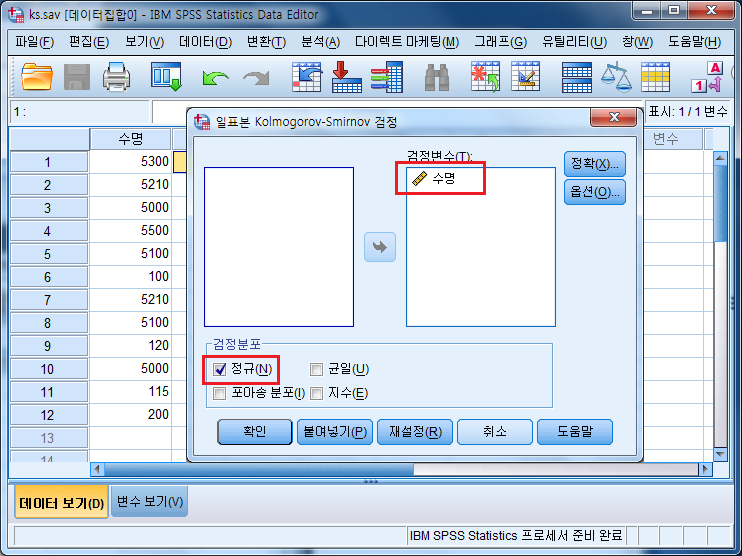 ks.sav [데이터집합0] - IBM SPSS Statistics Data Editor
파일(F) 편집(E) 보기(V) 데이터(D) 변환(T) 분석(A) 다이렉트 마케팅(M) 그래프(G) 유틸리티(U) 창(W) 도움말(H)
1 :
표시: 1 / 1 변수
수명
변수
1 5300
2 5210
3 5000
4 5500
5 5100
6 100
7 5210
8 5100
9 120
10 5000
11 115
12 200
13
14
일표본 Kolmogorov-Smirnov 검정
검정변수(T):
수명
정확(X)...
옵션(O)...
검정분포
정규(N) 균일(U)
포아송 분포(I) 지수(E)
확인 붙여넣기(P) 재설정(R) 취소 도움말
데이터 보기(D) 변수 보기(V)
IBM SPSS Statistics 프로세서 준비 완료